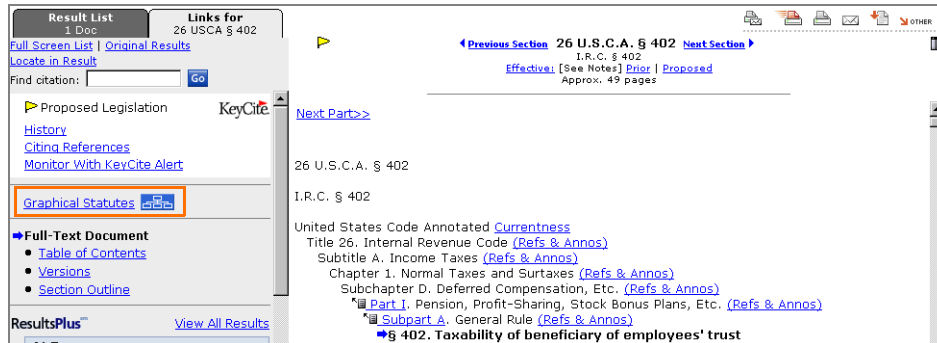 Result List
1 Doc
Links for
26 USCA § 402
Full Screen List | Original Results
Locate in Result
Find citation:
Go
Proposed Legislation
KeyCite.
History
Citing References
Monitor With KeyCite Alert
Graphical Statutes
Full-Text Document
Table of Contents
Versions
Section Outline
ResultsPlus™
View All Results
OTHER
Previous Section 26 U.S.C.A. § 402 Next Section
I.R.C. § 402
Effective: [See Notes] Prior | Proposed
Approx. 49 pages
Next Part>>
26 U.S.C.A. § 402
I.R.C. § 402
United States Code Annotated Currentness
Title 26. Internal Revenue Code (Refs & Annos)
Subtitle A. Income Taxes (Refs & Annos)
Chapter 1. Normal Taxes and Surtaxes (Refs & Annos)
Subchapter D. Deferred Compensation, Etc. (Refs & Annos)
Part I. Pension, Profit-Sharing, Stock Bonus Plans, Etc. (Refs & Annos)
Subpart A. General Rule (Refs & Annos)
§ 402. Taxability of beneficiary of employees' trust